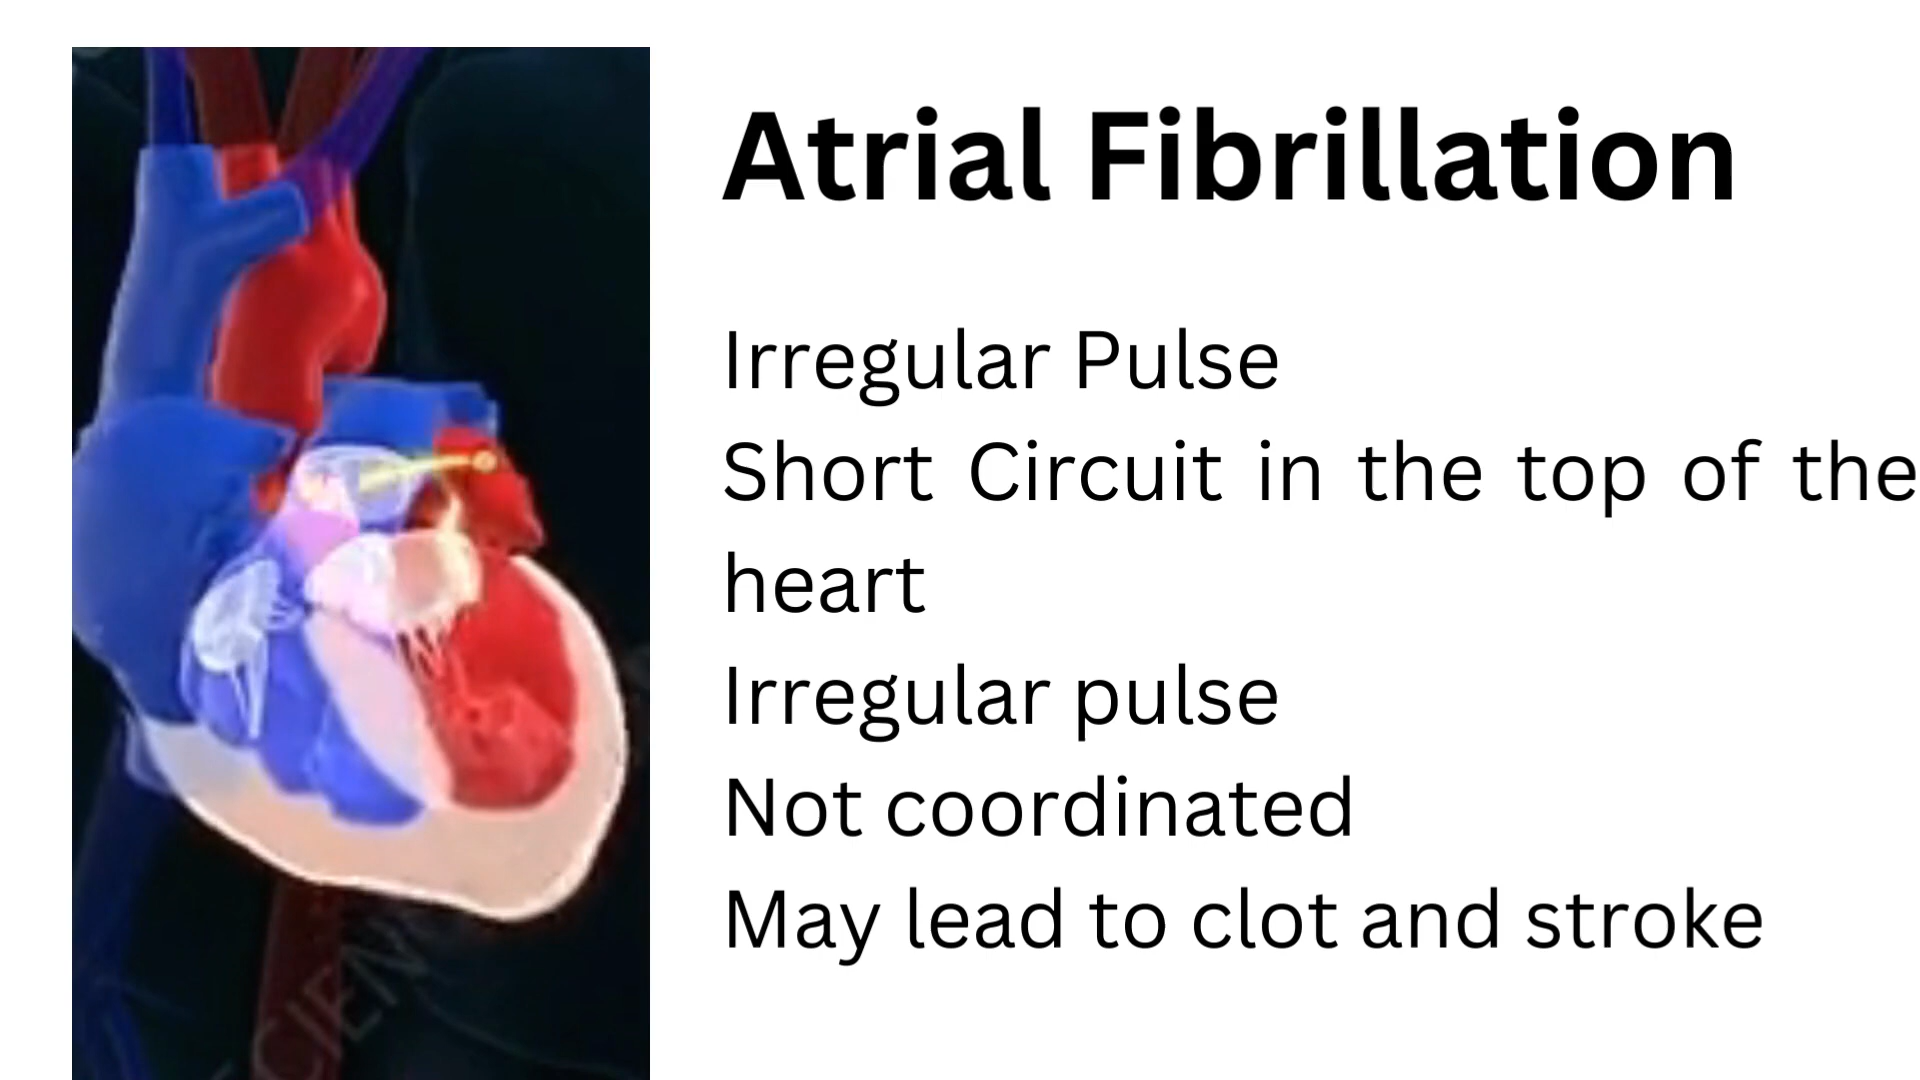 Atrial Fibrillation
Irregular Pulse
Short Circuit in the top of the
heart
Irregular pulse
Not coordinated
May lead to clot and stroke